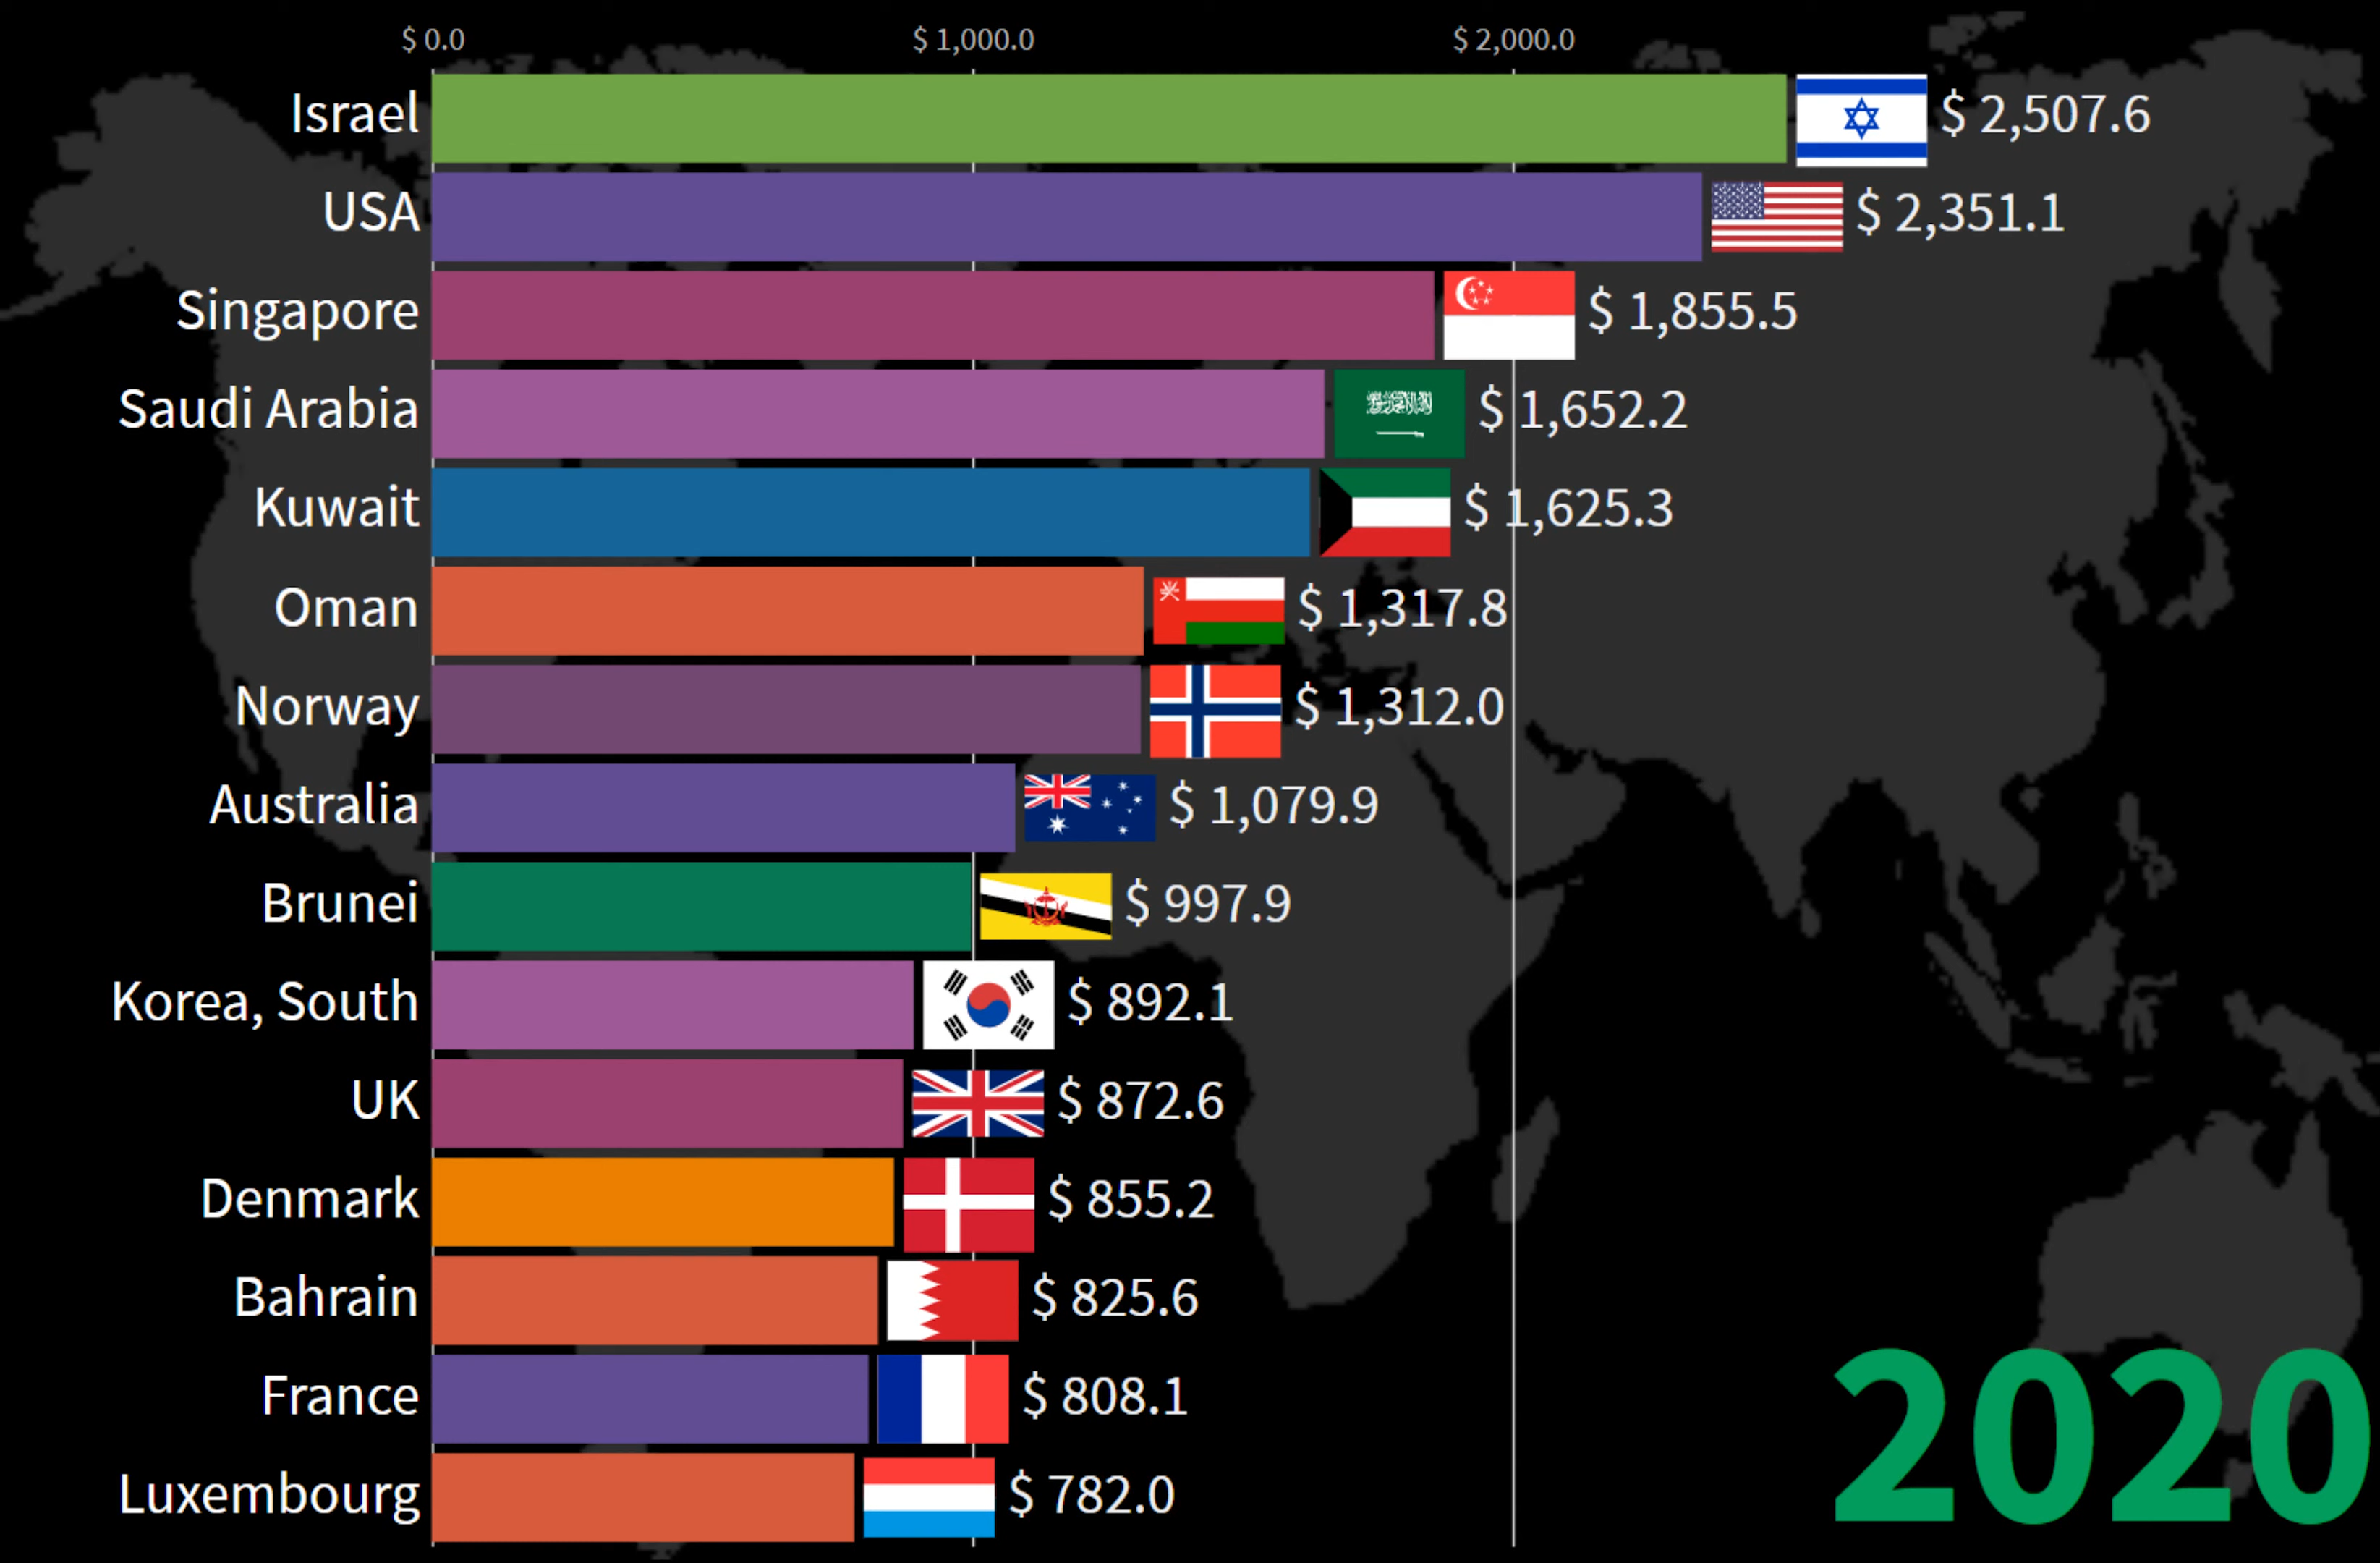 $ 0.0 $ 1,000.0 $ 2,000.0
Israel $ 2,507.6
USA $ 2,351.1
Singapore $ 1,855.5
Saudi Arabia $ 1,652.2
Kuwait $ 1,625.3
Oman $ 1,317.8
Norway $ 1,312.0
Australia $ 1,079.9
Brunei $ 997.9
Korea, South $ 892.1
UK $ 872.6
Denmark $ 855.2
Bahrain $ 825.6
France $ 808.1
Luxembourg $ 782.0
2020